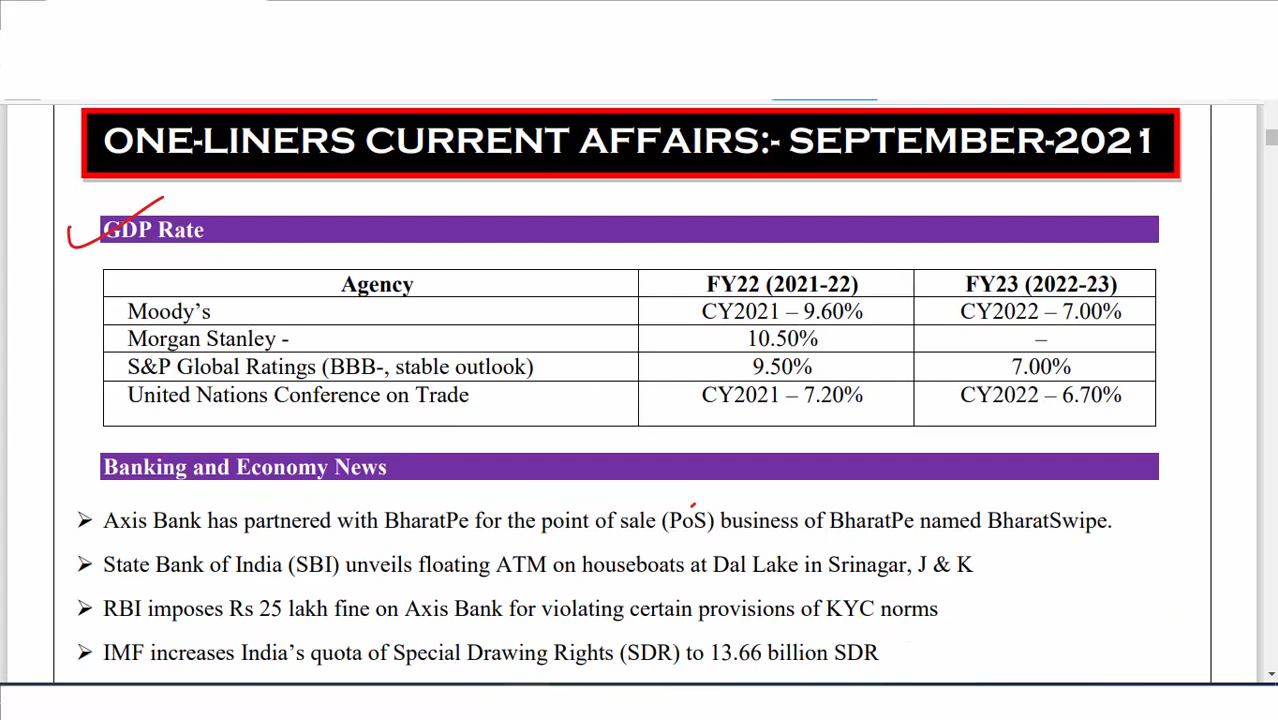 ONE-LINERS CURRENT AFFAIRS:- SEPTEMBER-2021
GDP Rate
Agency FY22 (2021-22) FY23 (2022-23)
Moody's CY2021 – 9.60% CY2022 – 7.00%
Morgan Stanley - 10.50% –
S&P Global Ratings (BBB-, stable outlook) 9.50% 7.00%
United Nations Conference on Trade CY2021 – 7.20% CY2022 – 6.70%
Banking and Economy News
➢ Axis Bank has partnered with BharatPe for the point of sale (PoS) business of BharatPe named BharatSwipe.
➢ State Bank of India (SBI) unveils floating ATM on houseboats at Dal Lake in Srinagar, J & K
➢ RBI imposes Rs 25 lakh fine on Axis Bank for violating certain provisions of KYC norms
➢ IMF increases India's quota of Special Drawing Rights (SDR) to 13.66 billion SDR